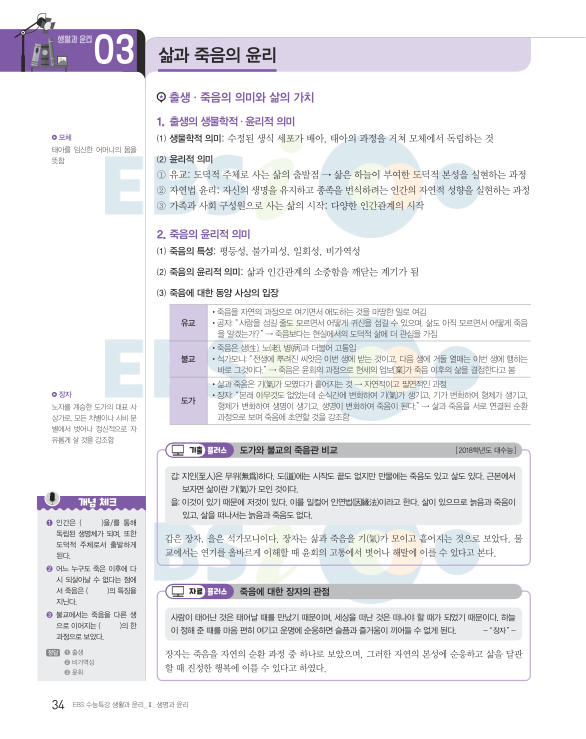 생활과 윤리
03
삶과 죽음의 윤리
출생·죽음의 의미와 삶의 가치
1. 출생의 생물학적·윤리적 의미
(1) 생물학적 의미: 수정된 생식 세포가 배아, 태아의 과정을 거쳐 모체에서 독립하는 것
모체
태아를 임신한 어머니의 몸을
뜻함
(2) 윤리적 의미
① 유교: 도덕적 주체로 사는 삶의 출발점 → 삶은 하늘이 부여한 도덕적 본성을 실현하는 과정
② 자연법 윤리: 자신의 생명을 유지하고 종족을 번식하려는 인간의 자연적 성향을 실현하는 과정
③ 가족과 사회 구성원으로 사는 삶의 시작: 다양한 인간관계의 시작
2. 죽음의 윤리적 의미
(1) 죽음의 특성: 평등성, 불가피성, 일회성, 비가역성
(2) 죽음의 윤리적 의미: 삶과 인간관계의 소중함을 깨닫는 계기가 됨
(3) 죽음에 대한 동양 사상의 입장
유교
• 죽음을 자연의 과정으로 여기면서 애도하는 것을 마땅한 일로 여김
• 공자: “사람을 섬길 줄도 모르면서 어떻게 귀신을 섬길 수 있으며, 삶도 아직 모르면서 어떻게 죽음
을 알겠는가?” → 죽음보다는 현실에서의 도덕적 삶에 더 관심을 가짐
불교
• 죽음은 생(生), 노(老), 병(病)과 더불어 고통임
• 석가모니: “전생에 뿌려진 씨앗은 이번 생에 받는 것이고, 다음 생에 거둘 열매는 이번 생에 행하는
바로 그것이다.” → 죽음은 윤회의 과정으로 현세의 업보(業)가 죽음 이후의 삶을 결정한다고 봄
도가
• 삶과 죽음은 기(氣)가 모였다가 흩어지는 것 → 자연적이고 필연적인 과정
• 장자: “본래 아무것도 없었는데 순식간에 변화하여 기(氣)가 생기고, 기가 변화하여 형체가 생기고,
형체가 변화하여 생명이 생기고, 생명이 변화하여 죽음이 된다.” → 삶과 죽음을 서로 연결된 순환
과정으로 보며 죽음에 초연할 것을 강조함
장자
노자를 계승한 도가의 대표 사
상가로, 모든 차별이나 시비 분
별에서 벗어나 정신적으로 자
유롭게 살 것을 강조함
기출 플러스
도가와 불교의 죽음관 비교
[2018학년도 대수능]
갑: 지인(至人)은 무위(無爲)하다. 도(道)에는 시작도 끝도 없지만 만물에는 죽음도 있고 삶도 있다. 근본에서
보자면 삶이란 기(氣)가 모인 것이다.
을: 이것이 있기 때문에 저것이 있다. 이를 일컬어 인연법(因緣法)이라고 한다. 삶이 있으므로 늙음과 죽음이
있고, 삶을 떠나서는 늙음과 죽음도 없다.
갑은 장자, 을은 석가모니이다. 장자는 삶과 죽음을 기(氣)가 모이고 흩어지는 것으로 보았다. 불
교에서는 연기를 올바르게 이해할 때 윤회의 고통에서 벗어나 해탈에 이를 수 있다고 본다.
개념 체크
❶ 인간은 ( )을/를 통해
독립된 생명체가 되며, 또한
도덕적 주체로서 출발하게
된다.
❷ 어느 누구도 죽은 이후에 다
시 되살아날 수 없다는 점에
서 죽음은 ( )의 특징을
지닌다.
❸ 불교에서는 죽음을 다른 생
으로 이어지는 ( )의 한
과정으로 보았다.
정답
❶ 출생
❷ 비가역성
❸ 윤회
자료 플러스
죽음에 대한 장자의 관점
사람이 태어난 것은 태어날 때를 만났기 때문이며, 세상을 떠난 것은 떠나야 할 때가 되었기 때문이다. 하늘
이 정해 준 때를 마음 편히 여기고 운명에 순응하면 슬픔과 즐거움이 끼어들 수 없게 된다. - “장자” -
장자는 죽음을 자연의 순환 과정 중 하나로 보았으며, 그러한 자연의 본성에 순응하고 삶을 달관
할 때 진정한 행복에 이를 수 있다고 하였다.
34 EBS 수능특강 생활과 윤리_Ⅱ. 생명과 윤리